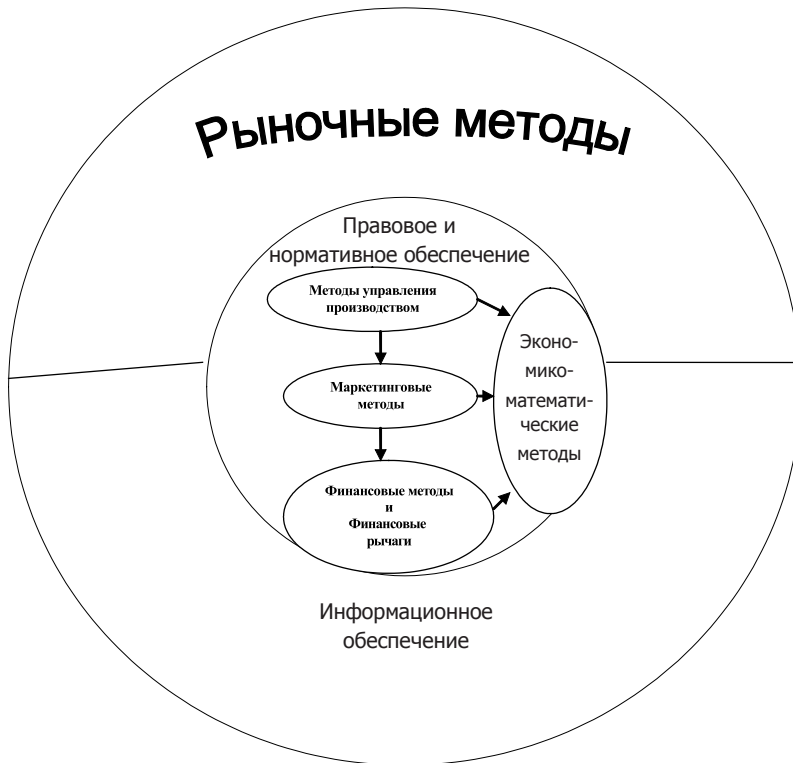 Рыночные методы
Правовое и
нормативное обеспечение
Методы управления
производством
Маркетинговые
методы
Финансовые методы
и
Финансовые
рычаги
Эконо-
мико-
математи-
ческие
методы
Информационное
обеспечение